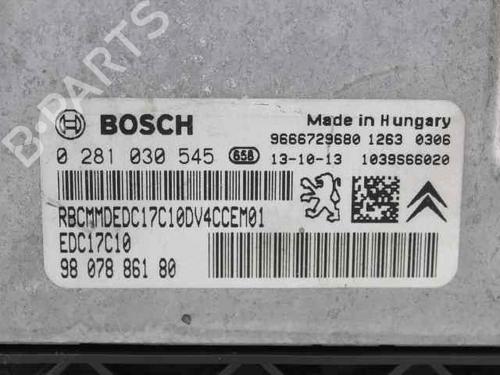 B-PARTS
BOSCH
Made in Hungary
9666729680 1263 0306
0 281 030 545 658 13-10-13 1039S66020
RBCMMDEDC17C10DV4CCEM01
EDC17C10
98 078 861 80